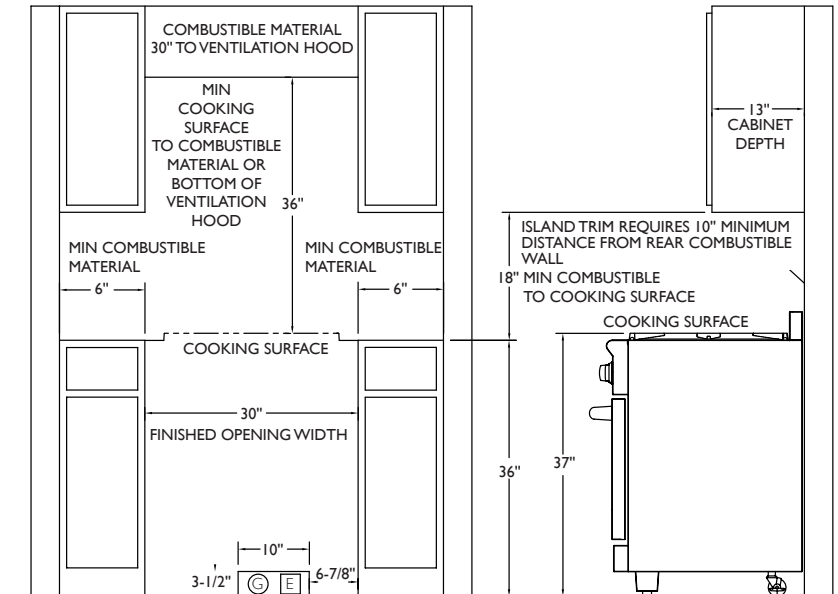 COMBUSTIBLE MATERIAL
30" TO VENTILATION HOOD
MIN
COOKING
SURFACE
TO COMBUSTIBLE
MATERIAL OR
BOTTOM OF
VENTILATION
HOOD
36"
MIN COMBUSTIBLE
MATERIAL
6"
MIN COMBUSTIBLE
MATERIAL
6"
COOKING SURFACE
30"
FINISHED OPENING WIDTH
10"
3-1/2"
G
E
6-7/8"
13"
CABINET
DEPTH
ISLAND TRIM REQUIRES 10" MINIMUM
DISTANCE FROM REAR COMBUSTIBLE
WALL
18" MIN COMBUSTIBLE
TO COOKING SURFACE
COOKING SURFACE
36"
37"